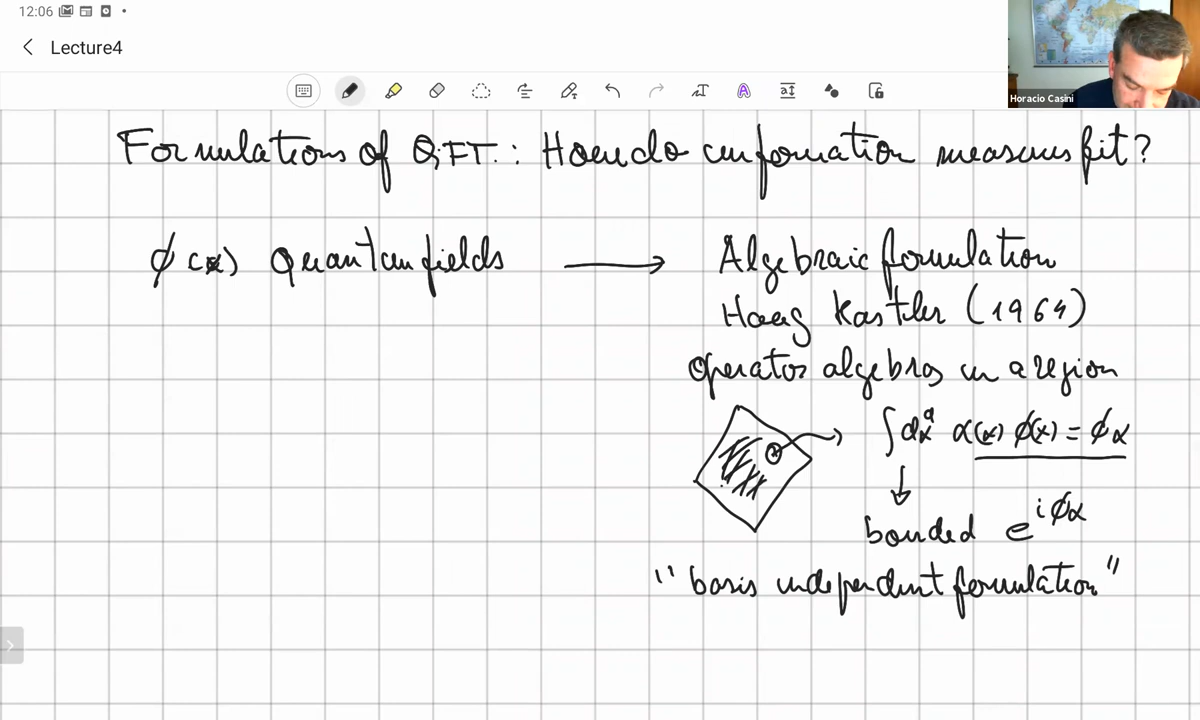 12:06
Lecture4
Horacio Casini
Formulations of QFT.: How do information measures fit?
ϕ(x) Quantum fields ⟶ Algebraic formulation
Haag Kastler (1964)
operator algebras in a region
∫ d^d x α(x) ϕ(x) = ϕ_α
↓
bounded e^{iϕ_α}
"basis independent formulation"